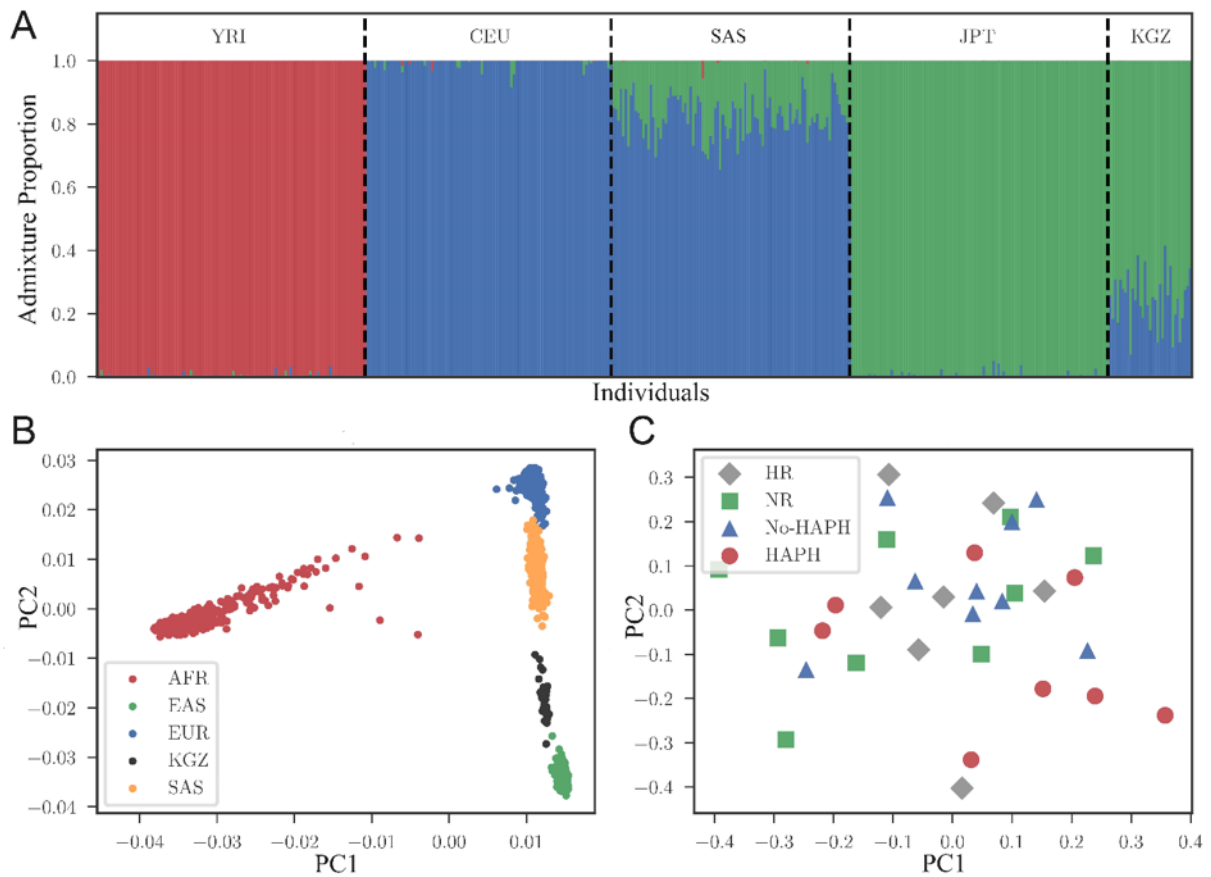 A
YRI
CEU
SAS
JPT
KGZ
1.0
0.8
0.6
0.4
0.2
0.0
Admixture Proportion
Individuals
B
0.03
0.02
0.01
0.00
−0.01
−0.02
−0.03
−0.04
PC2
AFR
EAS
EUR
KGZ
SAS
−0.04 −0.03 −0.02 −0.01 0.00 0.01
PC1
C
0.3
0.2
0.1
0.0
−0.1
−0.2
−0.3
−0.4
PC2
HR
NR
No-HAPH
HAPH
−0.4 −0.3 −0.2 −0.1 0.0 0.1 0.2 0.3 0.4
PC1